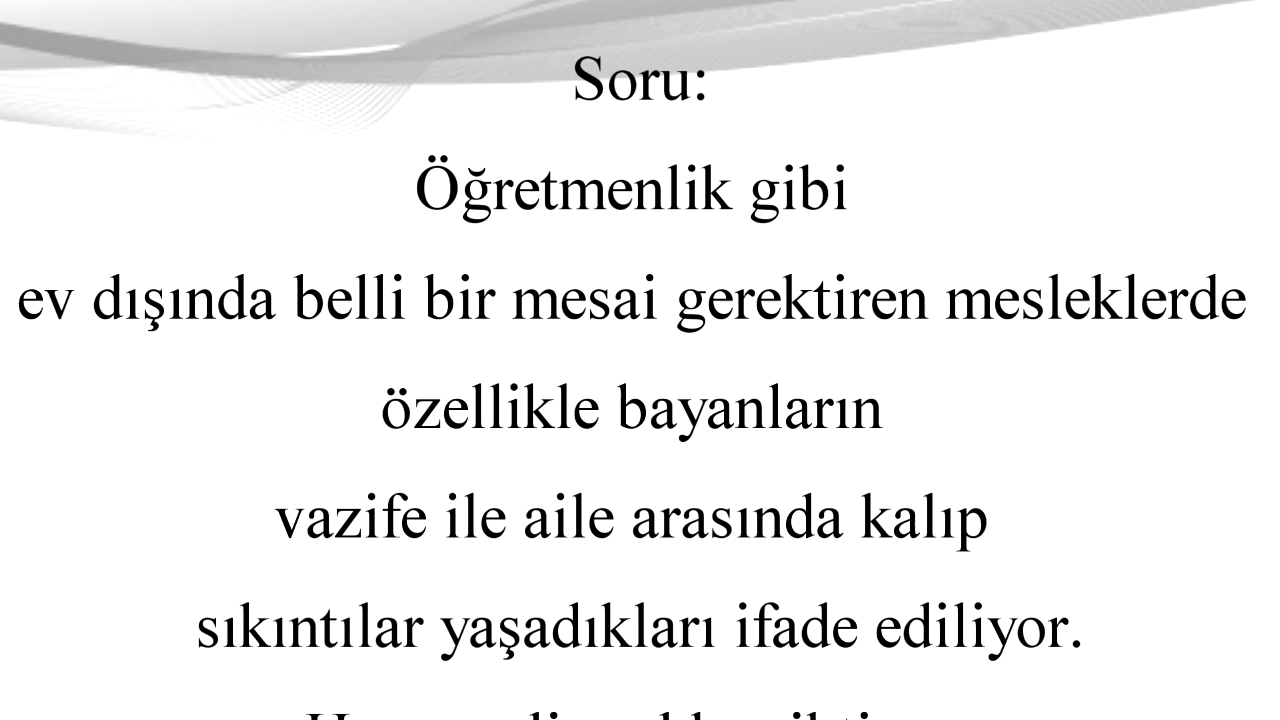 Soru:
Öğretmenlik gibi
ev dışında belli bir mesai gerektiren mesleklerde
özellikle bayanların
vazife ile aile arasında kalıp
sıkıntılar yaşadıkları ifade ediliyor.